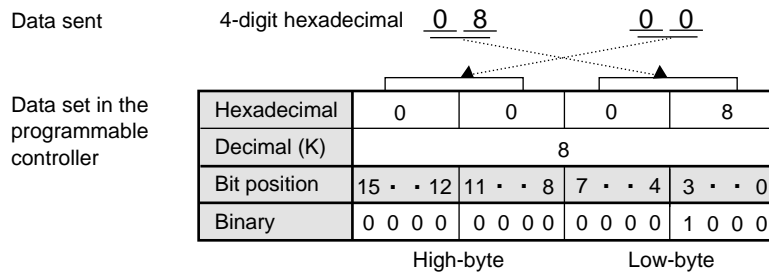 Data sent 4-digit hexadecimal 0 8 0 0
Data set in the
programmable
controller
Hexadecimal 0 0 0 8
Decimal (K) 8
Bit position 15 · · 12 11 · · 8 7 · · 4 3 · · 0
Binary 0 0 0 0 0 0 0 0 0 0 0 0 1 0 0 0
High-byte Low-byte